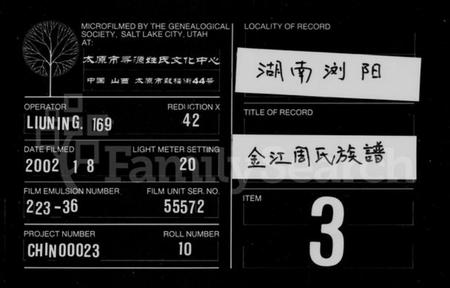 MICROFILMED BY THE GENEALOGICAL
SOCIETY, SALT LAKE CITY, UTAH
AT:
太原市尋源姓氏文化中心
中国 山西 太原市敦福街44号
OPERATOR
LIUNING. 169
REDUCTION X
42
DATE FILMED
2002 1 8
LIGHT METER SETTING
20
FILM EMULSION NUMBER
223-36
FILM UNIT SER. NO.
55572
PROJECT NUMBER
CHIN00023
ROLL NUMBER
10
LOCALITY OF RECORD
湖南浏阳
TITLE OF RECORD
金江周氏族譜
ITEM
3
FamilySearch